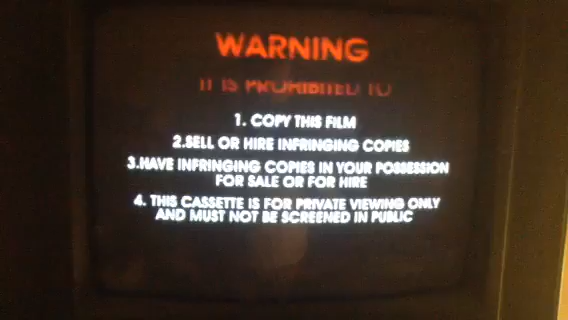 WARNING
IT IS PROHIBITED TO
1. COPY THIS FILM
2.SELL OR HIRE INFRINGING COPIES
3.HAVE INFRINGING COPIES IN YOUR POSSESSION
FOR SALE OR FOR HIRE
4. THIS CASSETTE IS FOR PRIVATE VIEWING ONLY
AND MUST NOT BE SCREENED IN PUBLIC